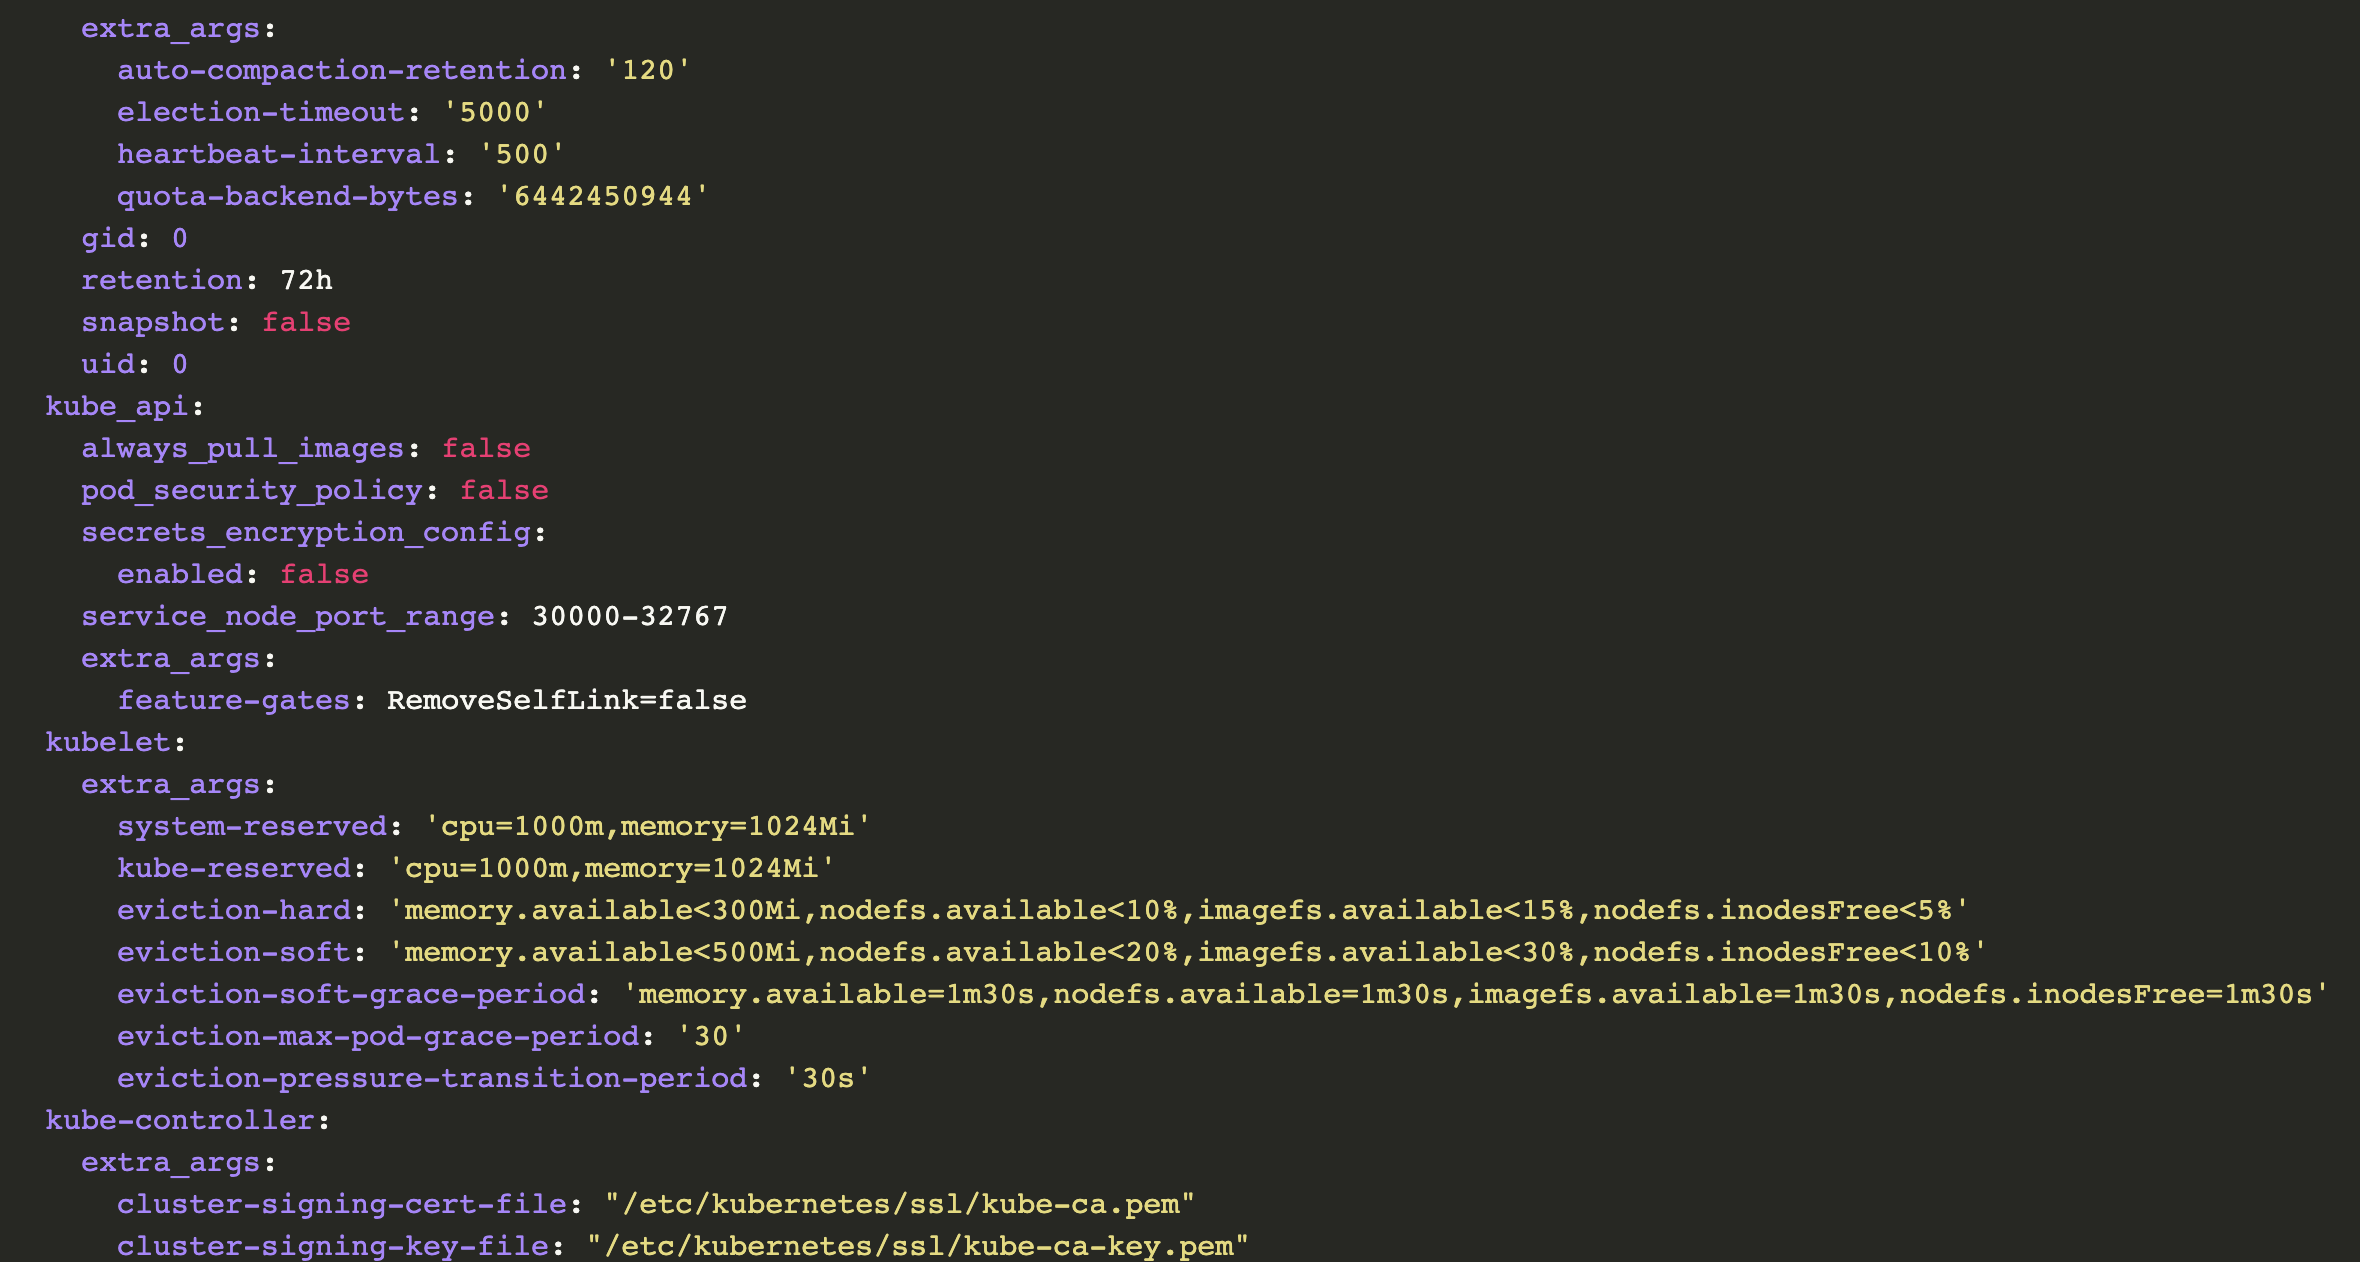 extra_args:
auto-compaction-retention: '120'
election-timeout: '5000'
heartbeat-interval: '500'
quota-backend-bytes: '6442450944'
gid: 0
retention: 72h
snapshot: false
uid: 0
kube_api:
always_pull_images: false
pod_security_policy: false
secrets_encryption_config:
enabled: false
service_node_port_range: 30000-32767
extra_args:
feature-gates: RemoveSelfLink=false
kubelet:
extra_args:
system-reserved: 'cpu=1000m,memory=1024Mi'
kube-reserved: 'cpu=1000m,memory=1024Mi'
eviction-hard: 'memory.available<300Mi,nodefs.available<10%,imagefs.available<15%,nodefs.inodesFree<5%'
eviction-soft: 'memory.available<500Mi,nodefs.available<20%,imagefs.available<30%,nodefs.inodesFree<10%'
eviction-soft-grace-period: 'memory.available=1m30s,nodefs.available=1m30s,imagefs.available=1m30s,nodefs.inodesFree=1m30s'
eviction-max-pod-grace-period: '30'
eviction-pressure-transition-period: '30s'
kube-controller:
extra_args:
cluster-signing-cert-file: "/etc/kubernetes/ssl/kube-ca.pem"
cluster-signing-key-file: "/etc/kubernetes/ssl/kube-ca-key.pem"